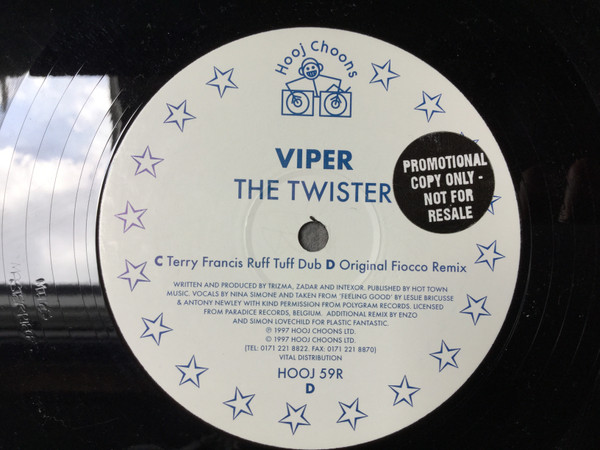 Hooj Choons
VIPER
THE TWISTER
PROMOTIONAL
COPY ONLY -
NOT FOR
RESALE
C Terry Francis Ruff Tuff Dub D Original Fiocco Remix
WRITTEN AND PRODUCED BY TRIZMA, ZADAR AND INTEXOR. PUBLISHED BY HOT TOWN
MUSIC. VOCALS BY NINA SIMONE AND TAKEN FROM 'FEELING GOOD' BY LESLIE BRICUSSE
& ANTONY NEWLEY WITH KIND PERMISSION FROM POLYGRAM RECORDS. LICENSED
FROM PARADICE RECORDS, BELGIUM. ADDITIONAL REMIX BY ENZO
AND SIMON LOVECHILD FOR PLASTIC FANTASTIC.
℗ 1997 HOOJ CHOONS LTD.
© 1997 HOOJ CHOONS LTD.
(TEL: 0171 221 8822. FAX: 0171 221 8870)
VITAL DISTRIBUTION
HOOJ 59R
D